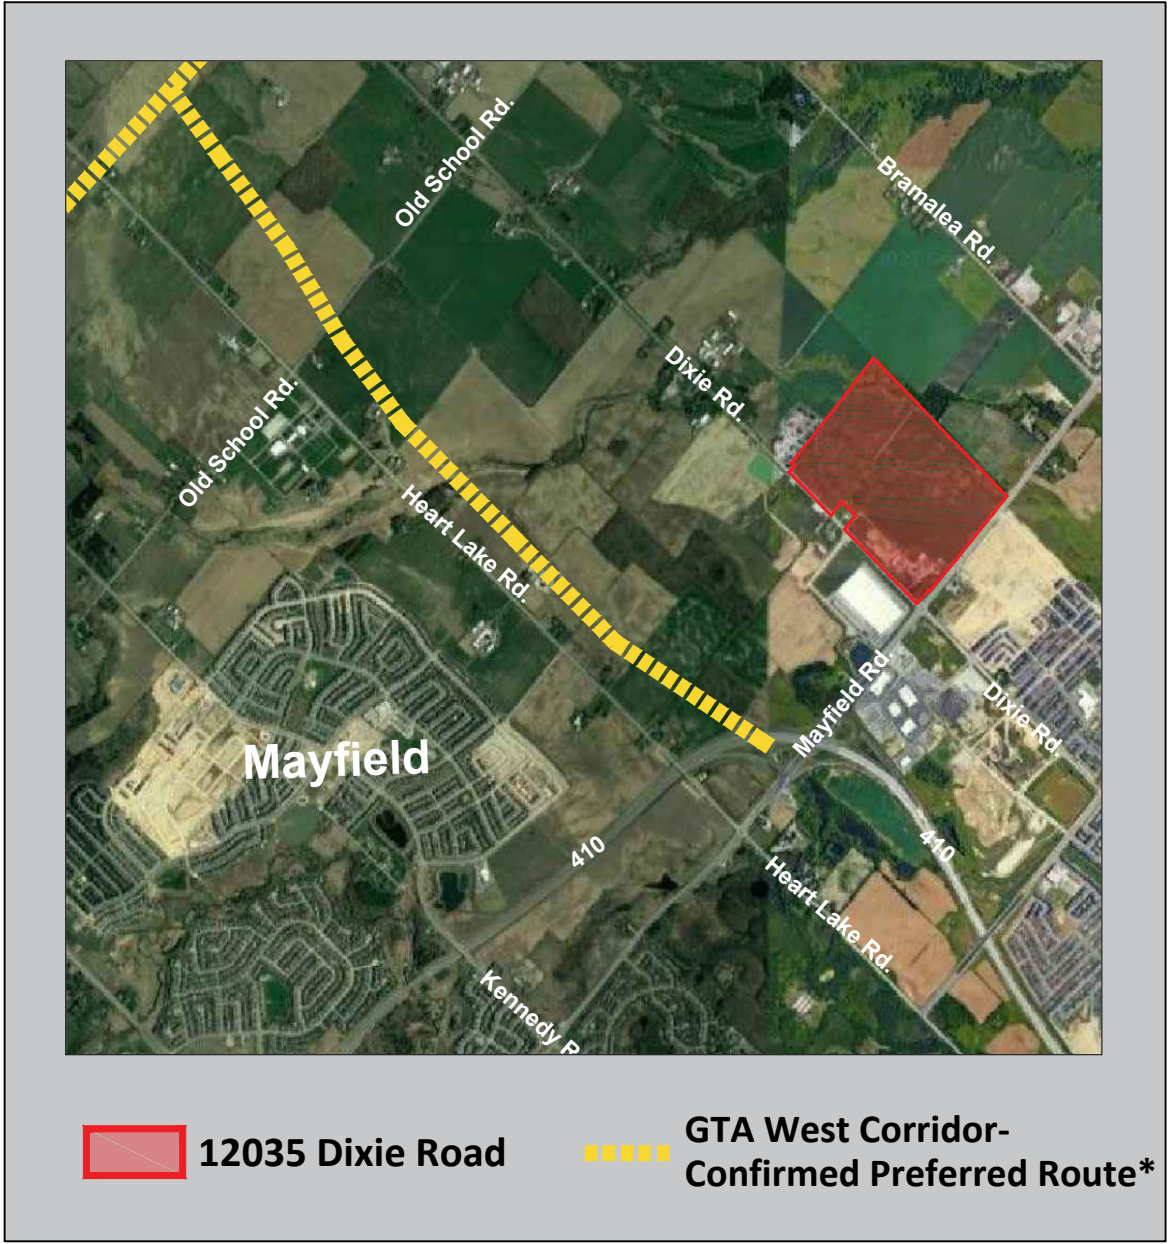 Old School Rd.
Bramalea Rd.
Dixie Rd.
Old School Rd.
Heart Lake Rd.
Mayfield Rd.
Dixie Rd.
Mayfield
410
410
Heart Lake Rd.
Kennedy R
12035 Dixie Road
GTA West Corridor-
Confirmed Preferred Route*